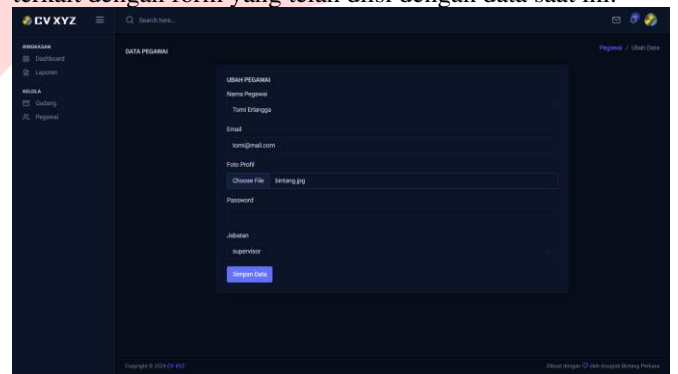 terkait dengan form yang telah diisi dengan data saat ini.
CV XYZ
Search here...
RINGKASAN
Dashboard
Laporan
KELOLA
Gudang
Pegawai
DATA PEGAWAI
Pegawai / Ubah Data
UBAH PEGAWAI
Nama Pegawai
Tomi Erlangga
Email
tomi@mail.com
Foto Profil
Choose File bintang.jpg
Password
Jabatan
supervisor
Simpan Data
Copyright © 2024 CV XYZ
Dibuat dengan ♡ oleh Anugrah Bintang Perkasa